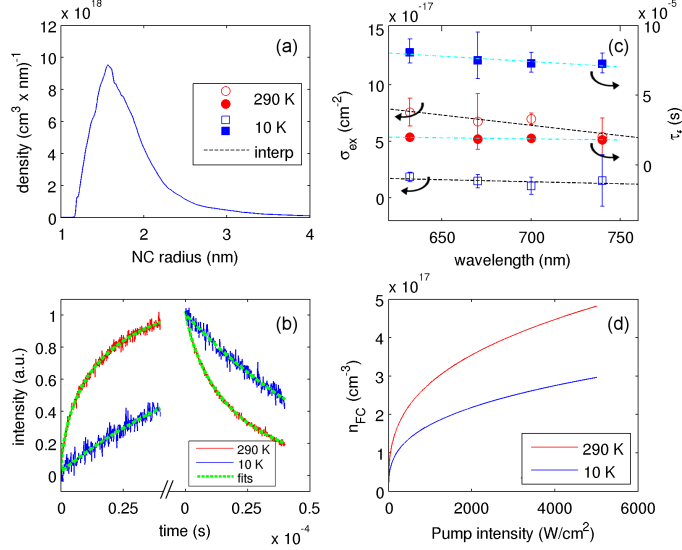 x 10^18
12
10
8
6
4
2
0
density (cm^3 x nm)^-1
(a)
290 K
10 K
interp
1
2
3
4
NC radius (nm)
x 10^-17
x 10^-5
15
10
5
0
σ_ex (cm^-2)
(c)
20
10
0
(s)
650
700
750
wavelength (nm)
1
0.8
0.6
0.4
0.2
0
intensity (a.u.)
(b)
290 K
10 K
fits
0
0.25
0
0.25
0.5
time (s)
x 10^-4
x 10^17
5
4
3
2
1
0
n_FC (cm^-3)
(d)
290 K
10 K
0
2000
4000
6000
Pump intensity (W/cm^2)